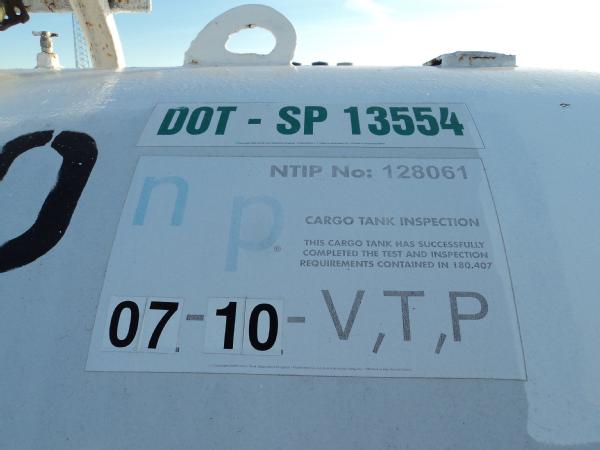 DOT - SP 13554
NTIP No: 128061
np®
CARGO TANK INSPECTION
THIS CARGO TANK HAS SUCCESSFULLY
COMPLETED THE TEST AND INSPECTION
REQUIREMENTS CONTAINED IN 180.407
07-10-V,T,P